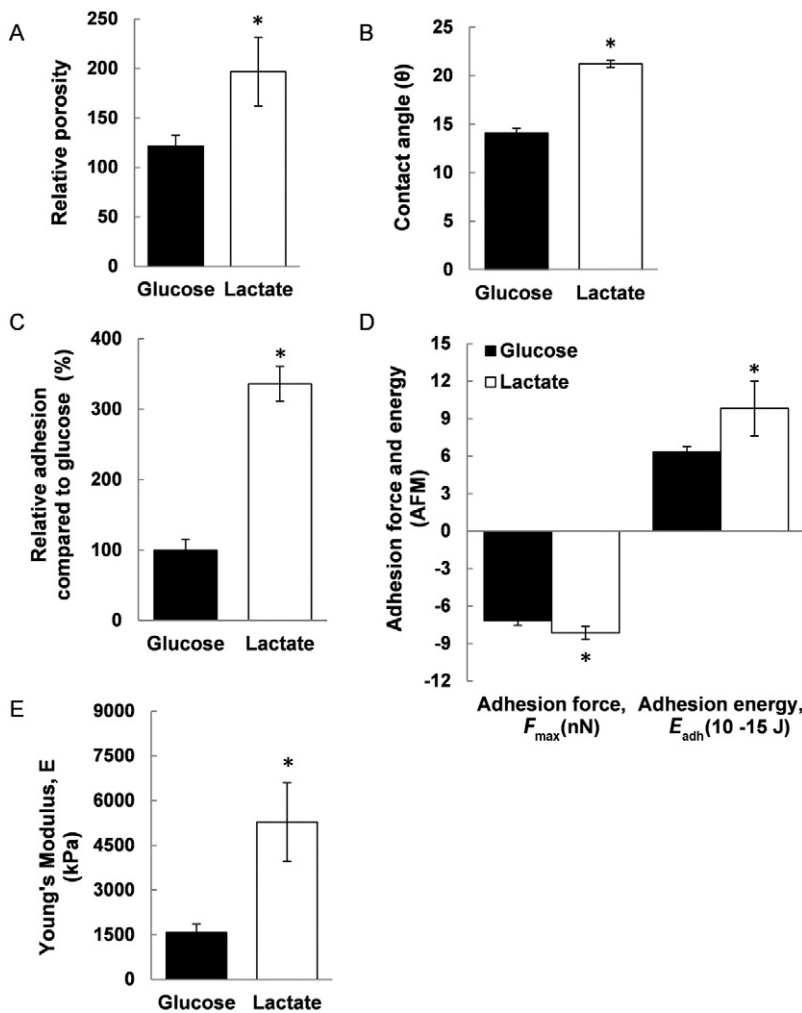 A
Relative porosity
250
200
150
100
50
0
*
Glucose Lactate
B
Contact angle (θ)
25
20
15
10
5
0
*
Glucose Lactate
C
Relative adhesion
compared to glucose (%)
400
300
200
100
0
*
Glucose Lactate
D
Adhesion force and energy
(AFM)
15
12
9
6
3
0
-3
-6
-9
-12
Glucose
Lactate
*
*
Adhesion force,
Fmax(nN)
Adhesion energy,
Eadh(10 -15 J)
E
Young's Modulus, E
(kPa)
9000
7500
6000
4500
3000
1500
0
*
Glucose Lactate